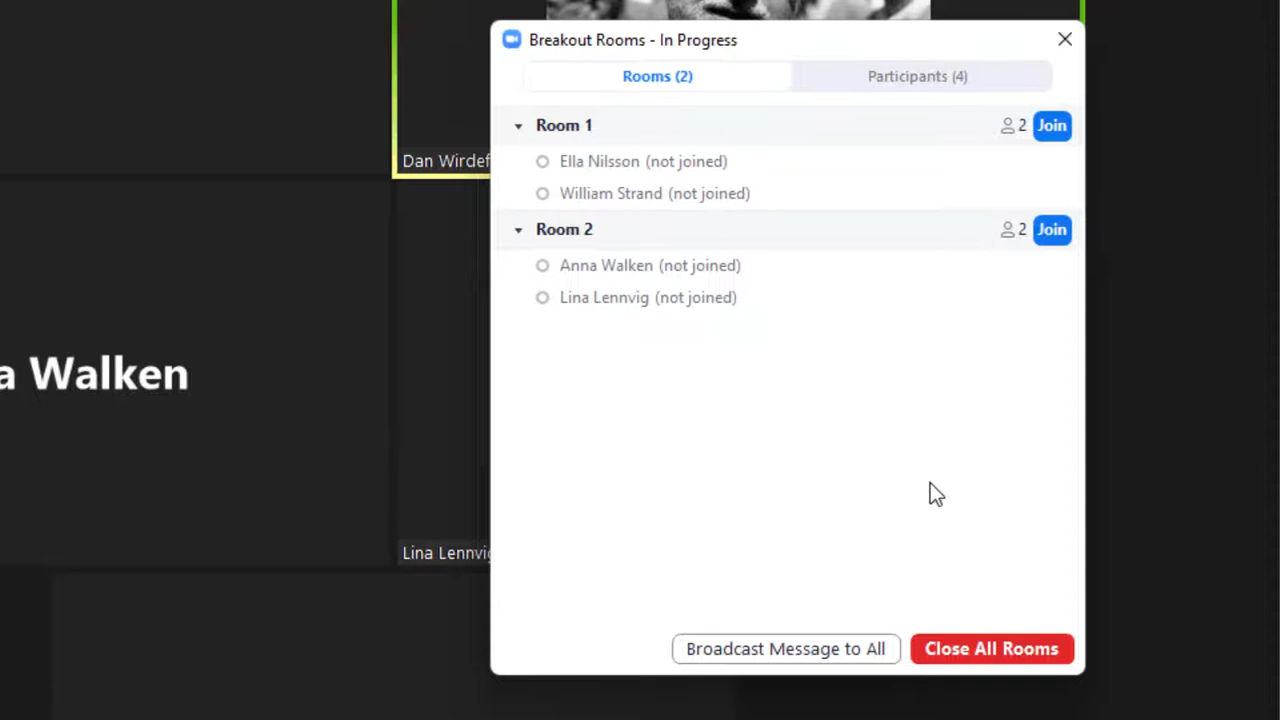 Breakout Rooms - In Progress
Rooms (2)
Participants (4)
Room 1
2
Join
Dan Wirdef
Ella Nilsson (not joined)
William Strand (not joined)
Room 2
2
Join
Anna Walken (not joined)
Lina Lennvig (not joined)
a Walken
Lina Lennvig
Broadcast Message to All
Close All Rooms